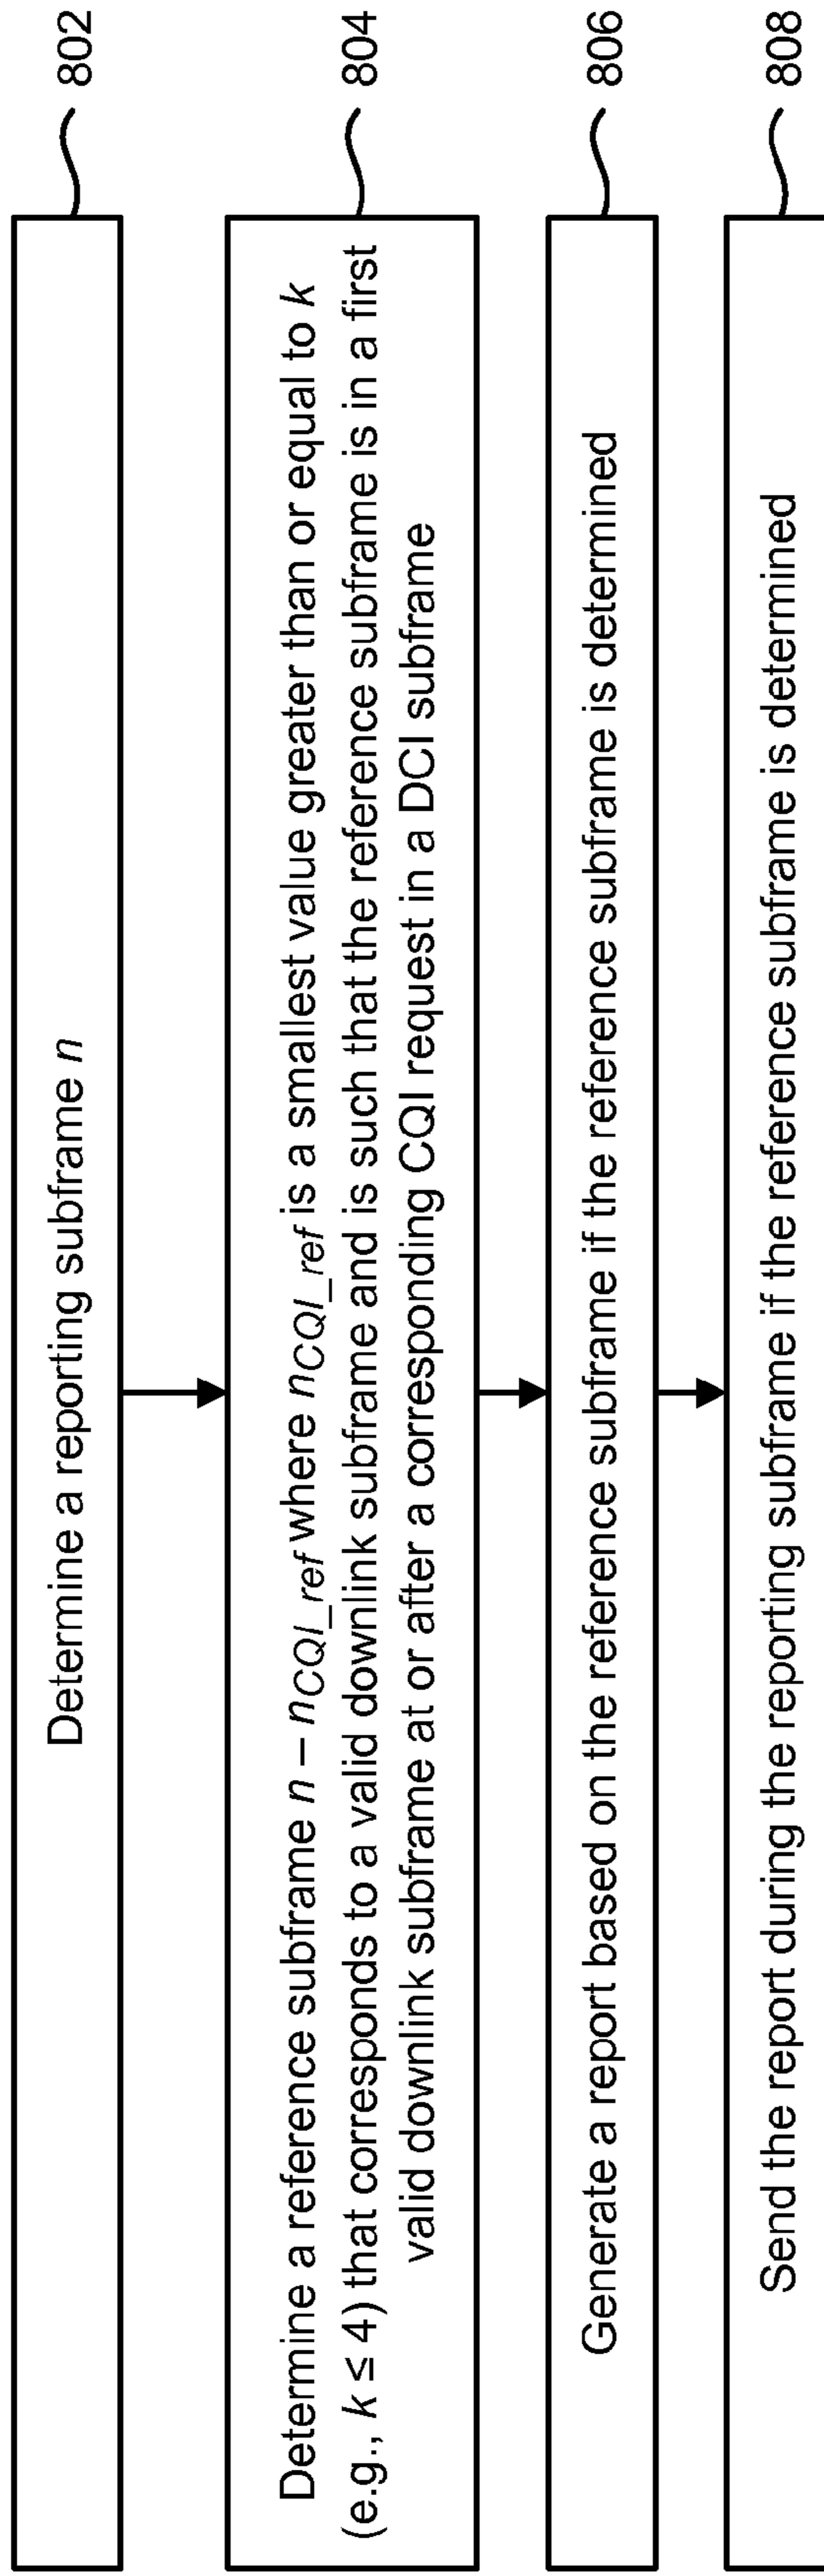 Determine a reporting subframe n
802
Determine a reference subframe n – nCQI_ref where nCQI_ref is a smallest value greater than or equal to k
(e.g., k ≤ 4) that corresponds to a valid downlink subframe and is such that the reference subframe is in a first
valid downlink subframe at or after a corresponding CQI request in a DCI subframe
804
Generate a report based on the reference subframe if the reference subframe is determined
806
Send the report during the reporting subframe if the reference subframe is determined
808